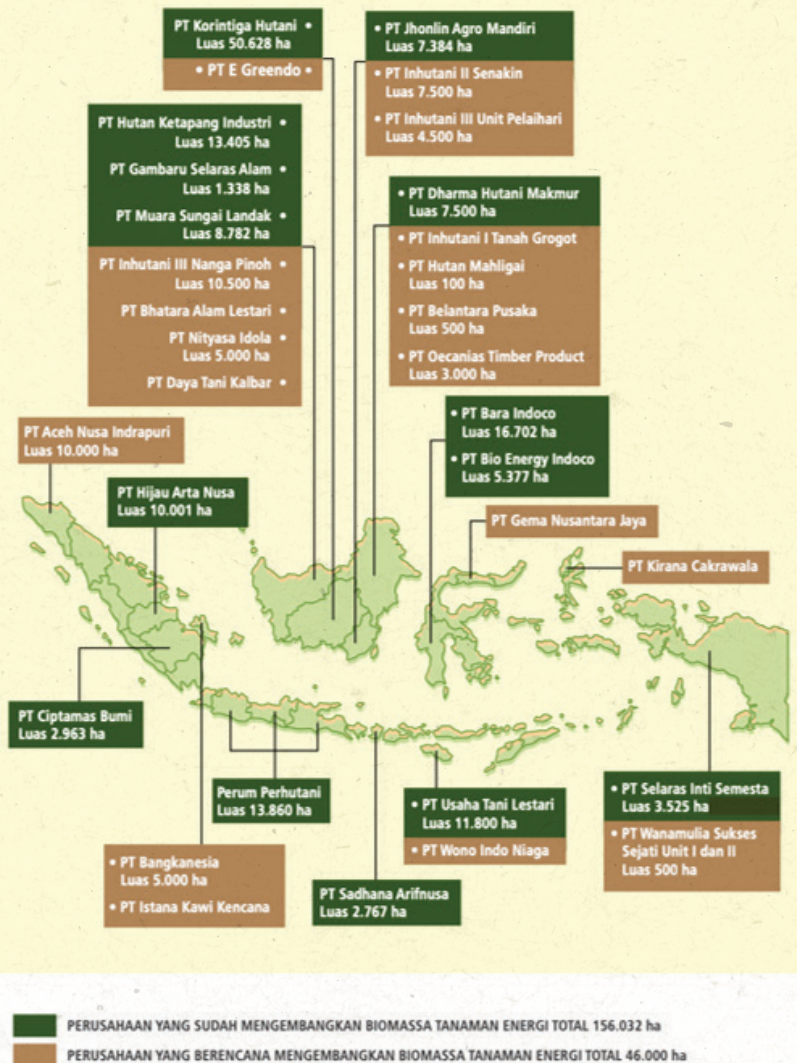 PT Korintiga Hutani •
Luas 50.628 ha
• PT E Greendo •
• PT Jhonlin Agro Mandiri
Luas 7.384 ha
• PT Inhutani II Senakin
Luas 7.500 ha
• PT Inhutani III Unit Pelaihari
Luas 4.500 ha
PT Hutan Ketapang Industri •
Luas 13.405 ha
PT Gambaru Selaras Alam •
Luas 1.338 ha
PT Muara Sungai Landak •
Luas 8.782 ha
PT Inhutani III Nanga Pinoh •
Luas 10.500 ha
PT Bhatara Alam Lestari •
PT Nityasa Idola •
Luas 5.000 ha
PT Daya Tani Kalbar •
• PT Dharma Hutani Makmur
Luas 7.500 ha
• PT Inhutani I Tanah Grogot
• PT Hutan Mahligai
Luas 100 ha
• PT Belantara Pusaka
Luas 500 ha
• PT Oecanias Timber Product
Luas 3.000 ha
• PT Bara Indoco
Luas 16.702 ha
• PT Bio Energy Indoco
Luas 5.377 ha
PT Aceh Nusa Indrapuri
Luas 10.000 ha
PT Hijau Arta Nusa
Luas 10.001 ha
PT Gema Nusantara Jaya
PT Kirana Cakrawala
PT Ciptamas Bumi
Luas 2.963 ha
Perum Perhutani
Luas 13.860 ha
• PT Usaha Tani Lestari
Luas 11.800 ha
• PT Wono Indo Niaga
• PT Selaras Inti Semesta
Luas 3.525 ha
• PT Wanamulia Sukses
Sejati Unit I dan II
Luas 500 ha
• PT Bangkanesia
Luas 5.000 ha
• PT Istana Kawi Kencana
PT Sadhana Arifnusa
Luas 2.767 ha
PERUSAHAAN YANG SUDAH MENGEMBANGKAN BIOMASSA TANAMAN ENERGI TOTAL 156.032 ha
PERUSAHAAN YANG BERENCANA MENGEMBANGKAN BIOMASSA TANAMAN ENERGI TOTAL 46.000 ha